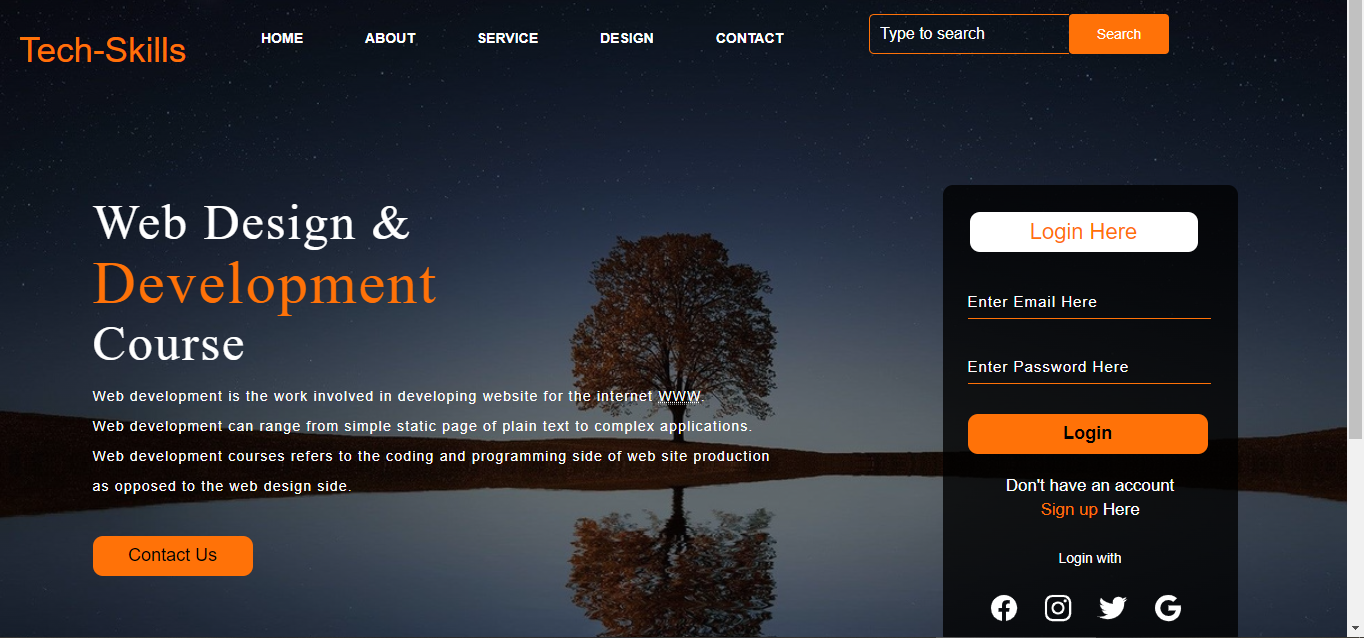 Tech-Skills
HOME ABOUT SERVICE DESIGN CONTACT
Type to search Search
Web Design &
Development
Course
Web development is the work involved in developing website for the internet WWW.
Web development can range from simple static page of plain text to complex applications.
Web development courses refers to the coding and programming side of web site production
as opposed to the web design side.
Contact Us
Login Here
Enter Email Here
Enter Password Here
Login
Don't have an account
Sign up Here
Login with